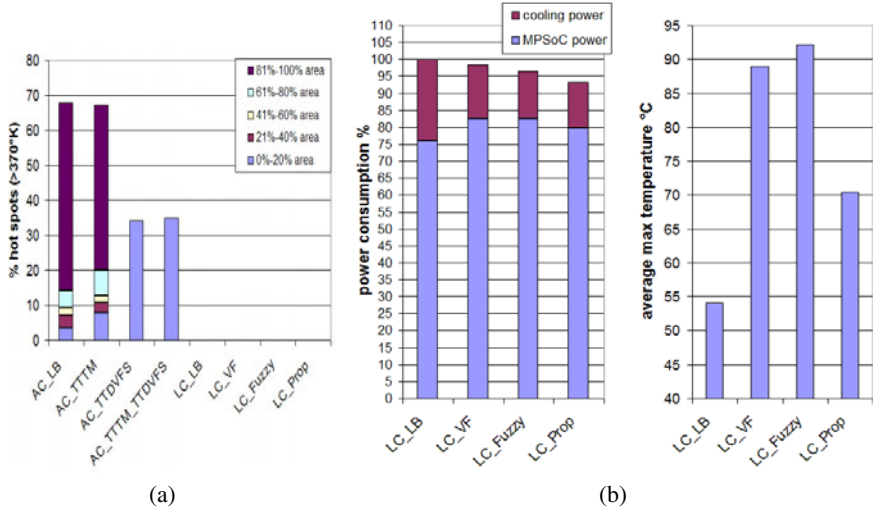 80
70
60
50
40
30
20
10
0
% hot spots (>370°K)
81%-100% area
61%-80% area
41%-60% area
21%-40% area
0%-20% area
AC_LB
AC_TTTM
AC_TTDVFS
AC_TTTM_TTDVFS
LC_LB
LC_VF
LC_Fuzzy
LC_Prop
(a)
cooling power
MPSoC power
110
105
100
95
90
85
80
75
70
65
60
55
50
45
40
35
30
25
20
15
10
5
0
power consumption %
LC_LB
LC_VF
LC_Fuzzy
LC_Prop
95
90
85
80
75
70
65
60
55
50
45
40
average max temperature °C
LC_LB
LC_VF
LC_Fuzzy
LC_Prop
(b)